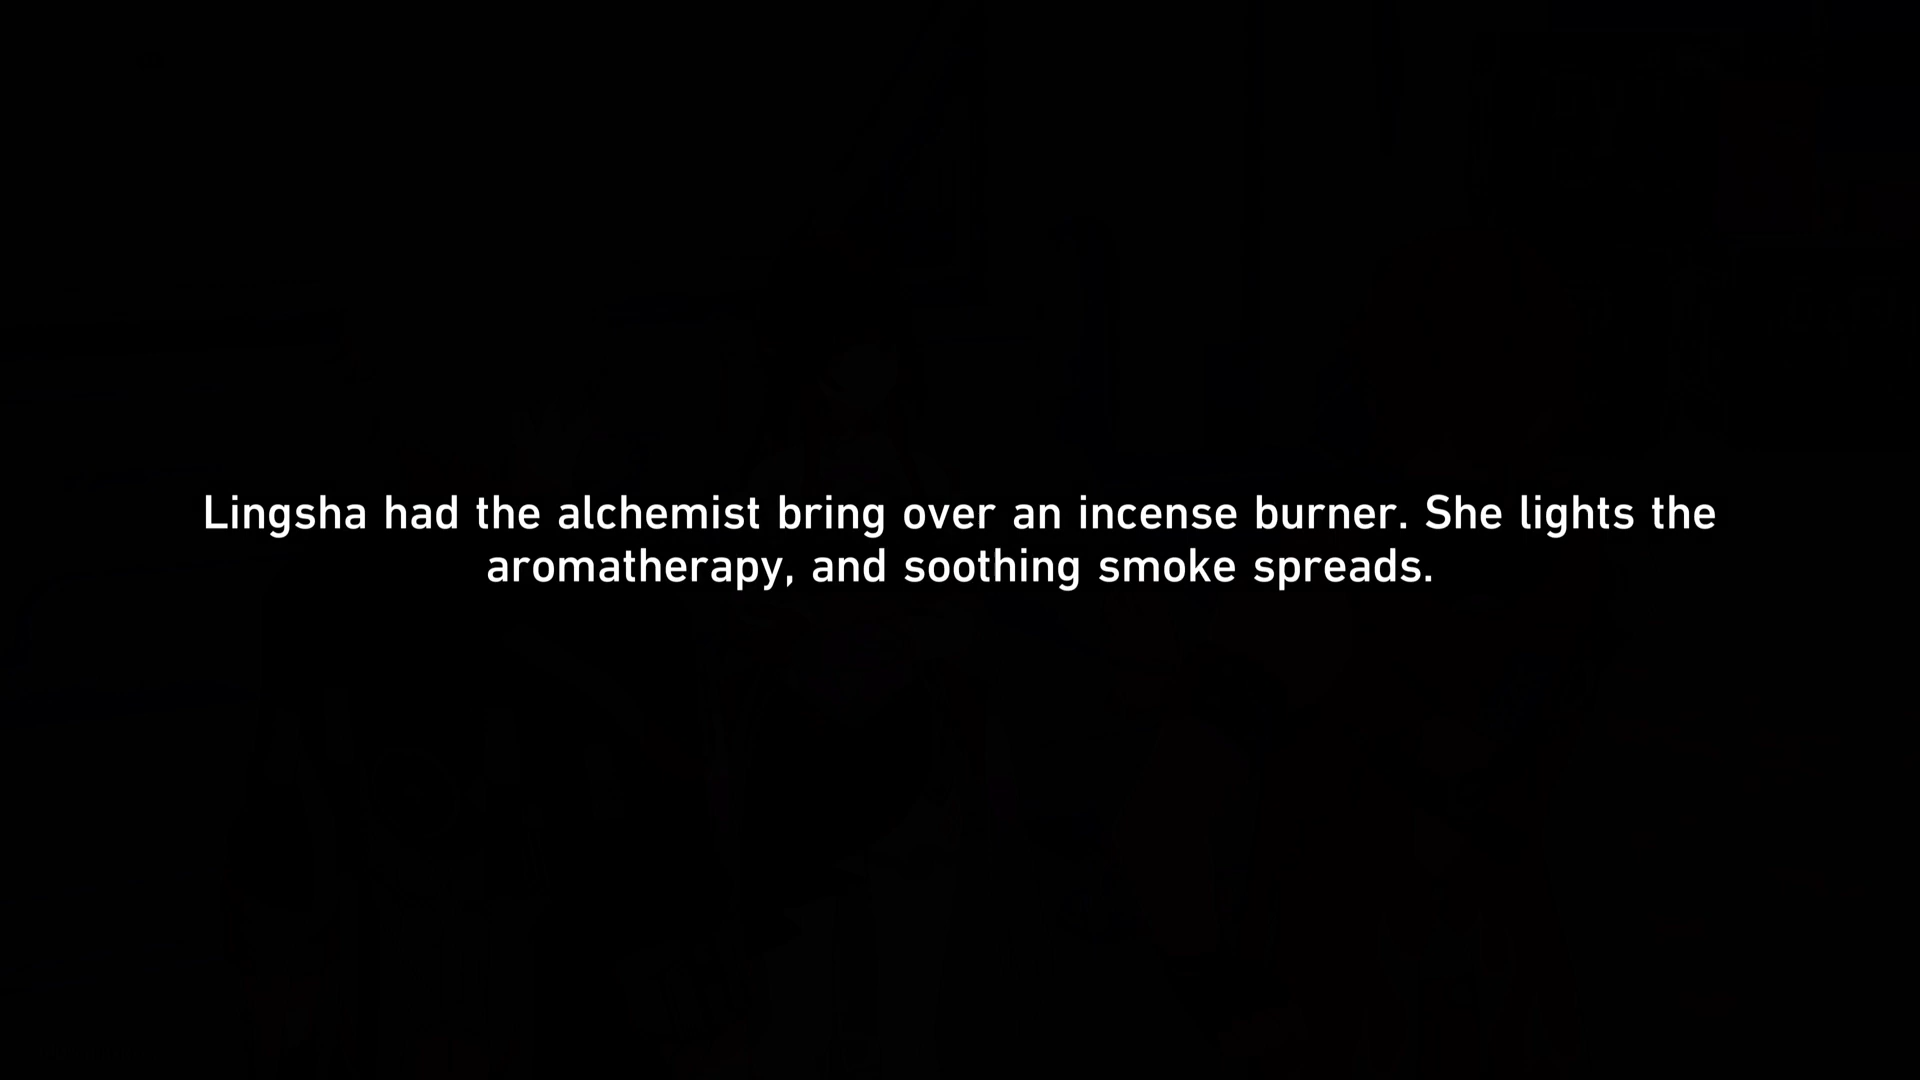 Lingsha had the alchemist bring over an incense burner. She lights the
aromatherapy, and soothing smoke spreads.